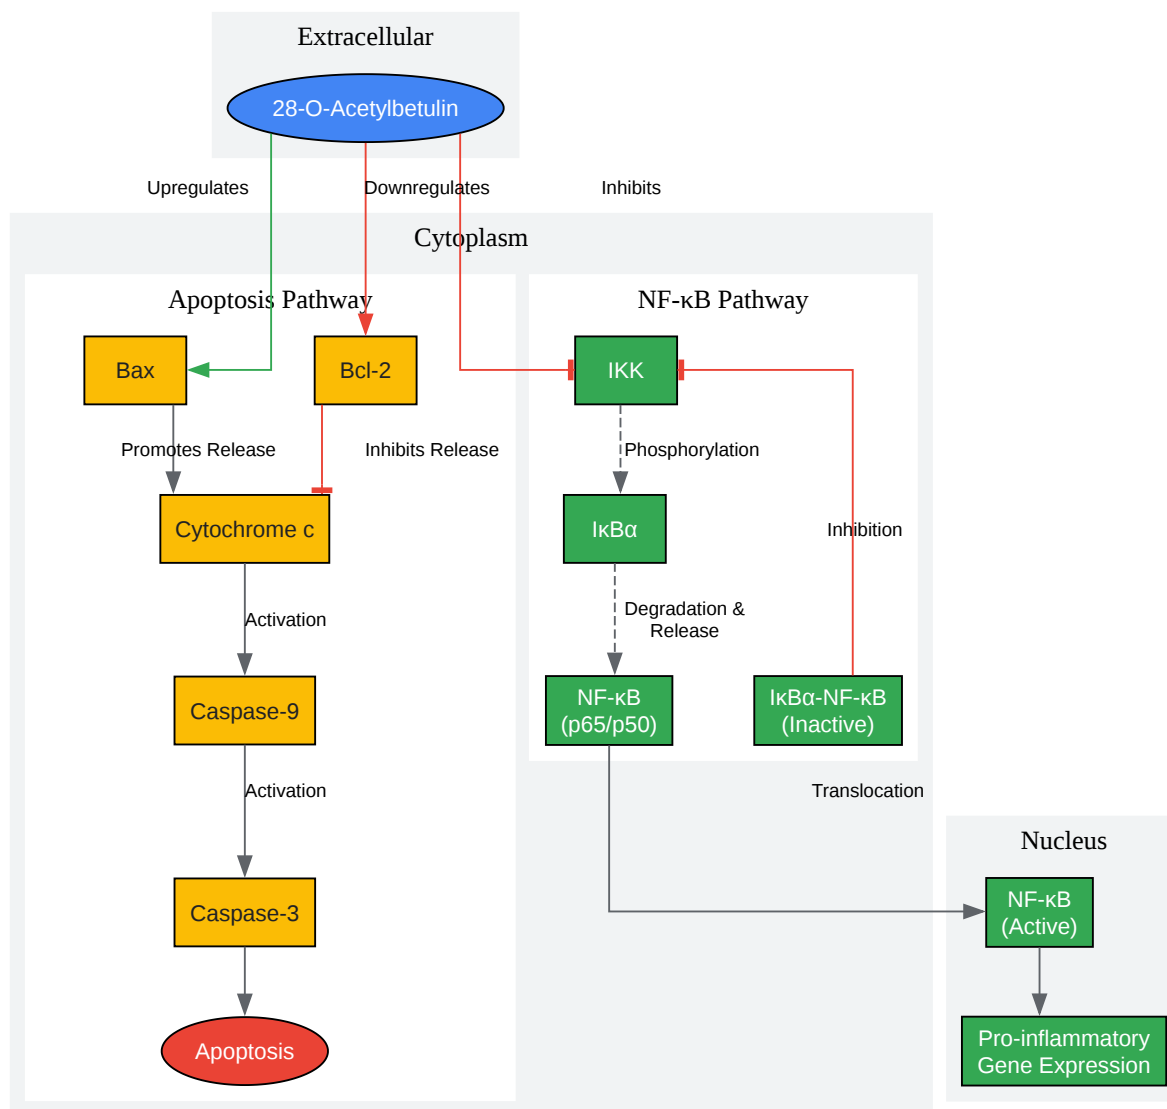 Extracellular
28-O-Acetylbetulin
Upregulates
Downregulates
Inhibits
Cytoplasm
Apoptosis Pathway
NF-κB Pathway
Bax
Bcl-2
IKK
Promotes Release
Inhibits Release
Phosphorylation
Cytochrome c
IκBα
Inhibition
Activation
Degradation &
Release
Caspase-9
NF-κB
(p65/p50)
IκBα-NF-κB
(Inactive)
Activation
Translocation
Nucleus
Caspase-3
NF-κB
(Active)
Apoptosis
Pro-inflammatory
Gene Expression